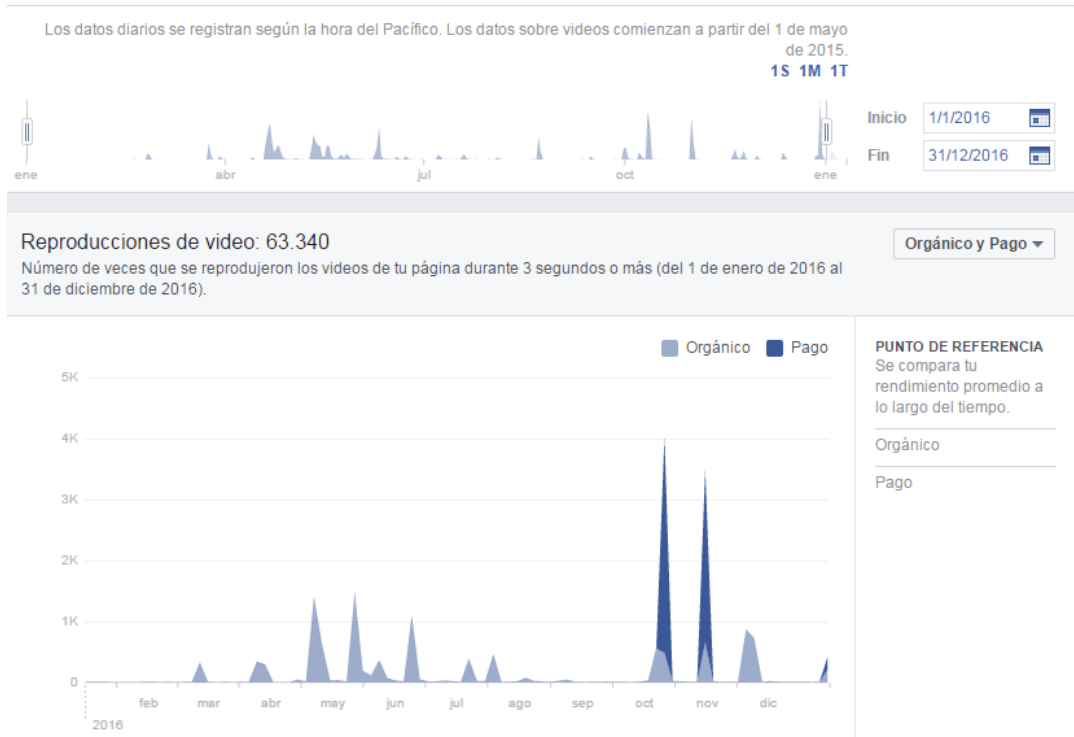 Los datos diarios se registran según la hora del Pacífico. Los datos sobre videos comienzan a partir del 1 de mayo
de 2015.
1S 1M 1T
Inicio 1/1/2016
Fin 31/12/2016
ene abr jul oct ene
Reproducciones de video: 63.340
Orgánico y Pago
Número de veces que se reprodujeron los videos de tu página durante 3 segundos o más (del 1 de enero de 2016 al
31 de diciembre de 2016).
Orgánico Pago
5K
4K
3K
2K
1K
0
feb mar abr may jun jul ago sep oct nov dic
2016
PUNTO DE REFERENCIA
Se compara tu
rendimiento promedio a
lo largo del tiempo.
Orgánico
Pago